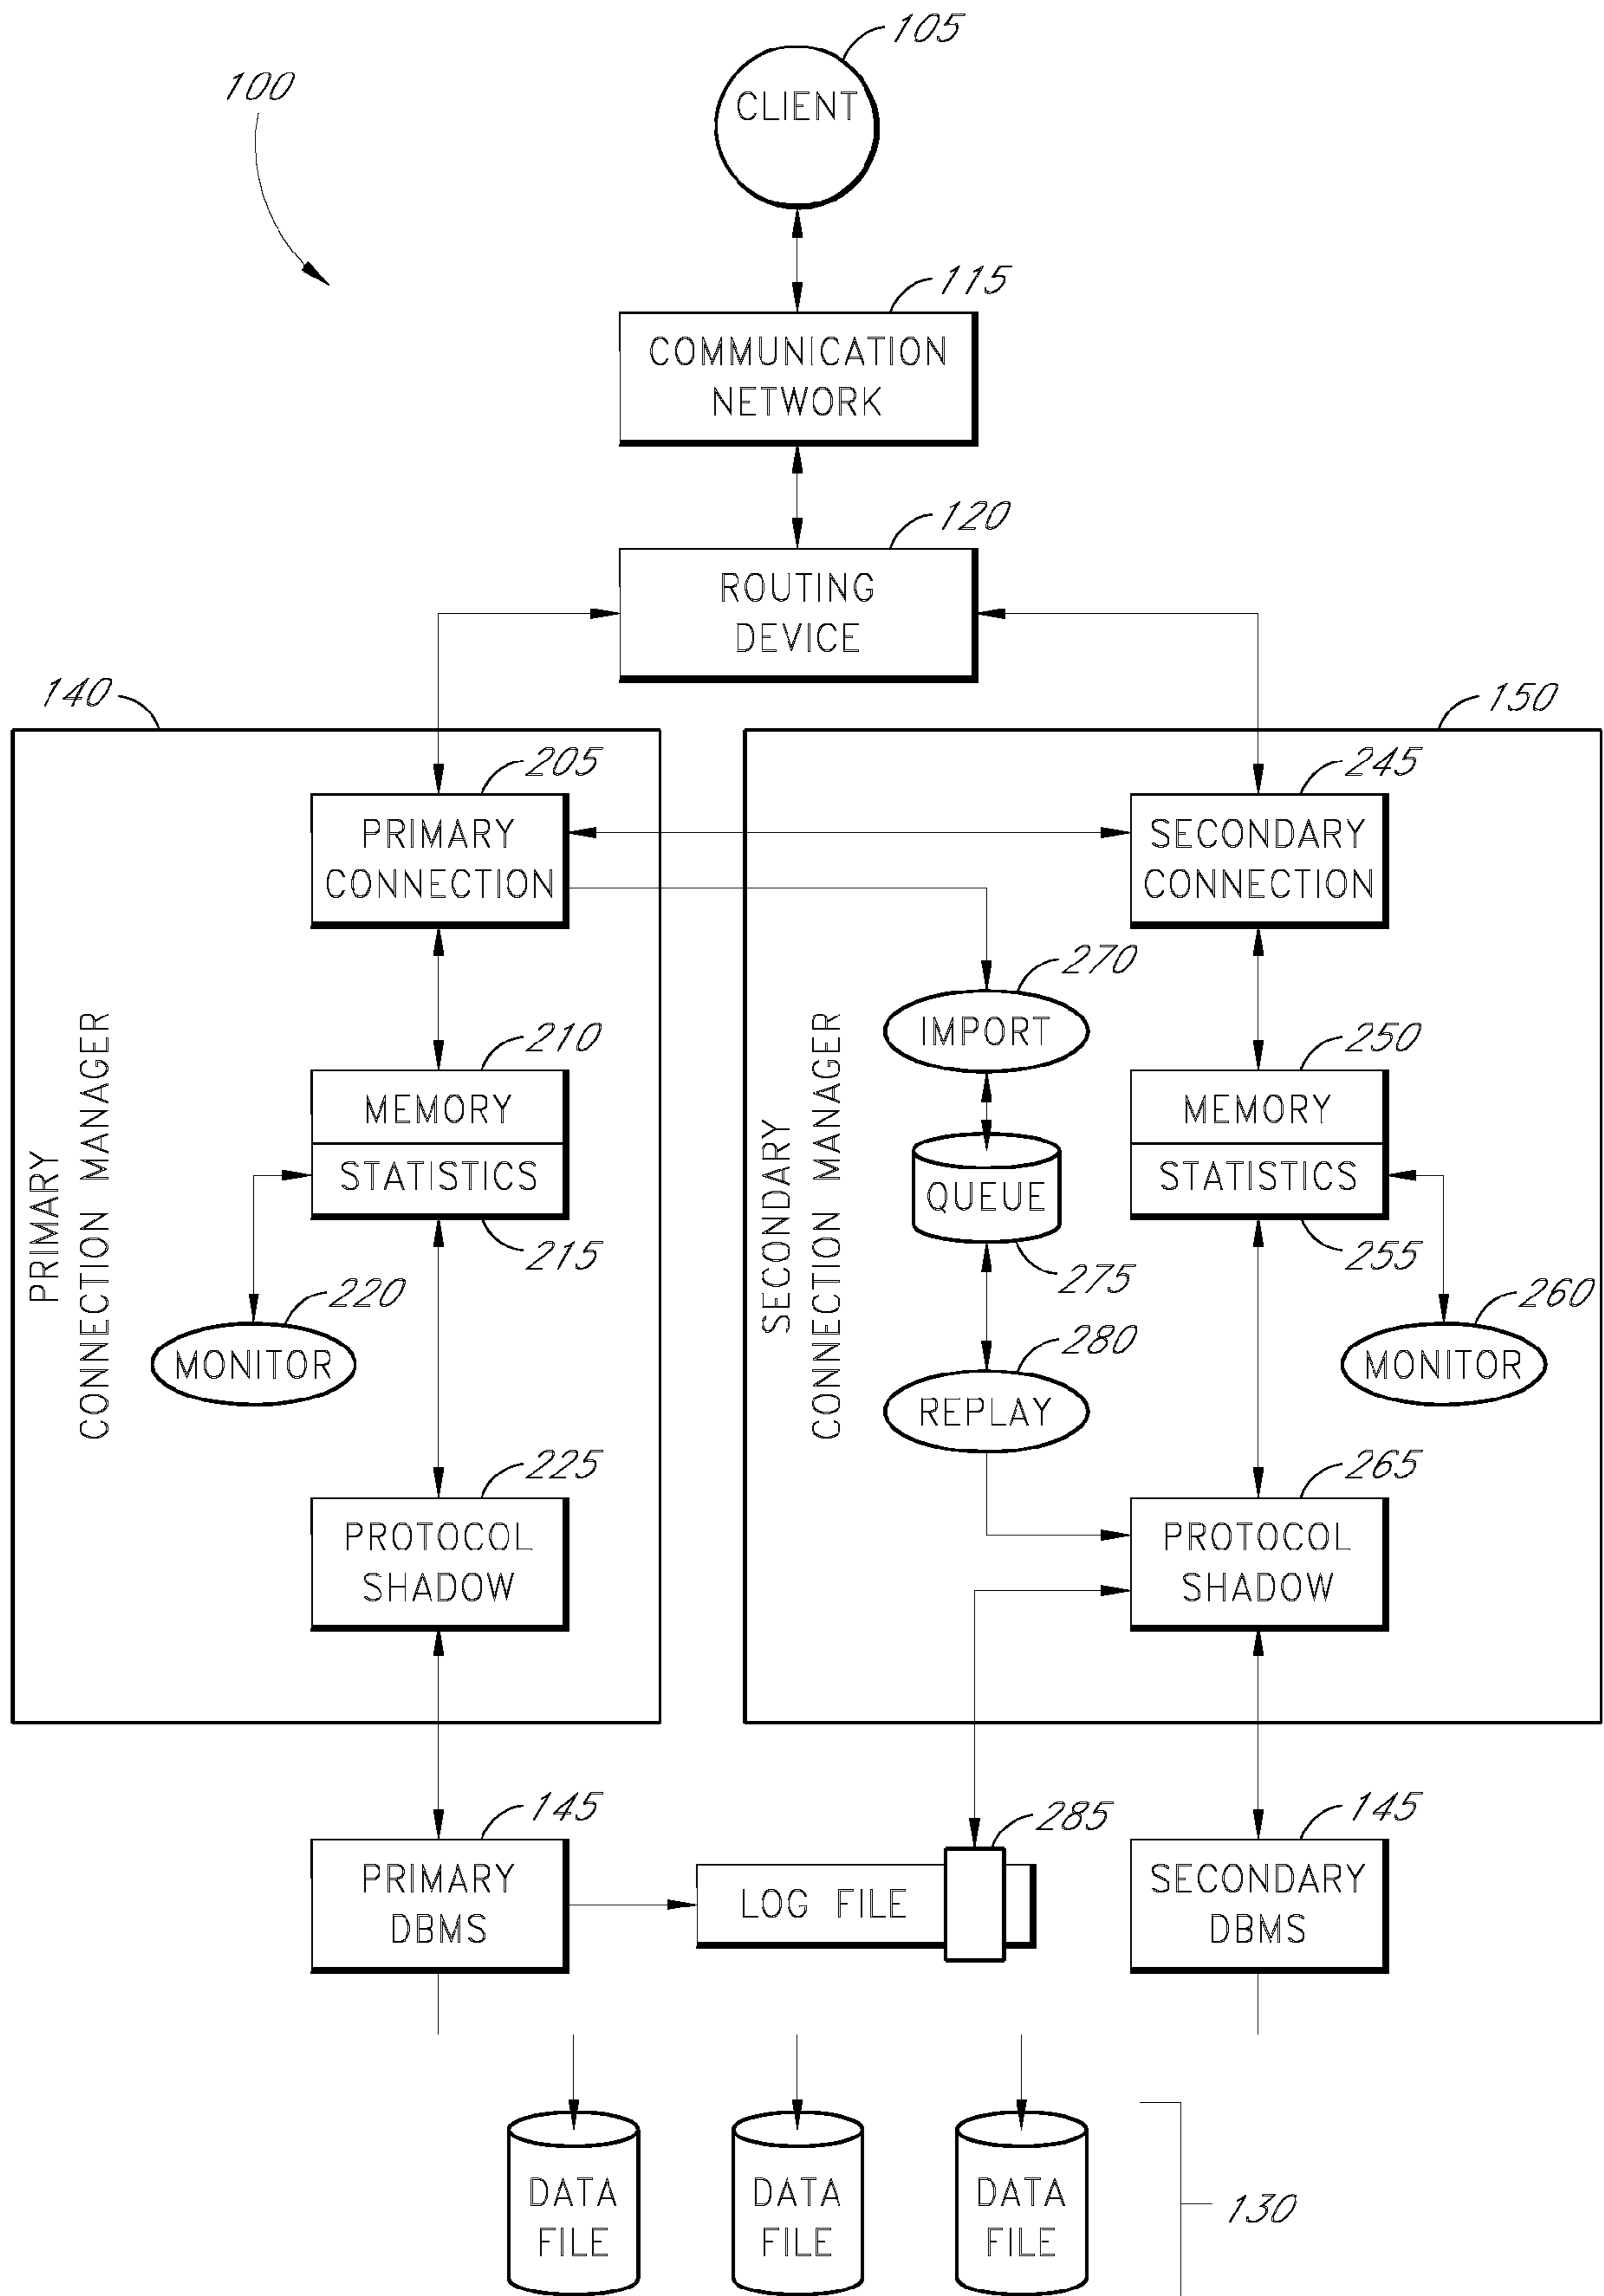 105
100
CLIENT
115
COMMUNICATION
NETWORK
120
ROUTING
DEVICE
140
150
PRIMARY
CONNECTION MANAGER
205
PRIMARY
CONNECTION
210
MEMORY
STATISTICS
215
220
MONITOR
225
PROTOCOL
SHADOW
SECONDARY
CONNECTION MANAGER
245
SECONDARY
CONNECTION
270
IMPORT
250
MEMORY
STATISTICS
255
QUEUE
275
260
MONITOR
280
REPLAY
265
PROTOCOL
SHADOW
145
PRIMARY
DBMS
285
LOG FILE
145
SECONDARY
DBMS
DATA
FILE
DATA
FILE
DATA
FILE
130